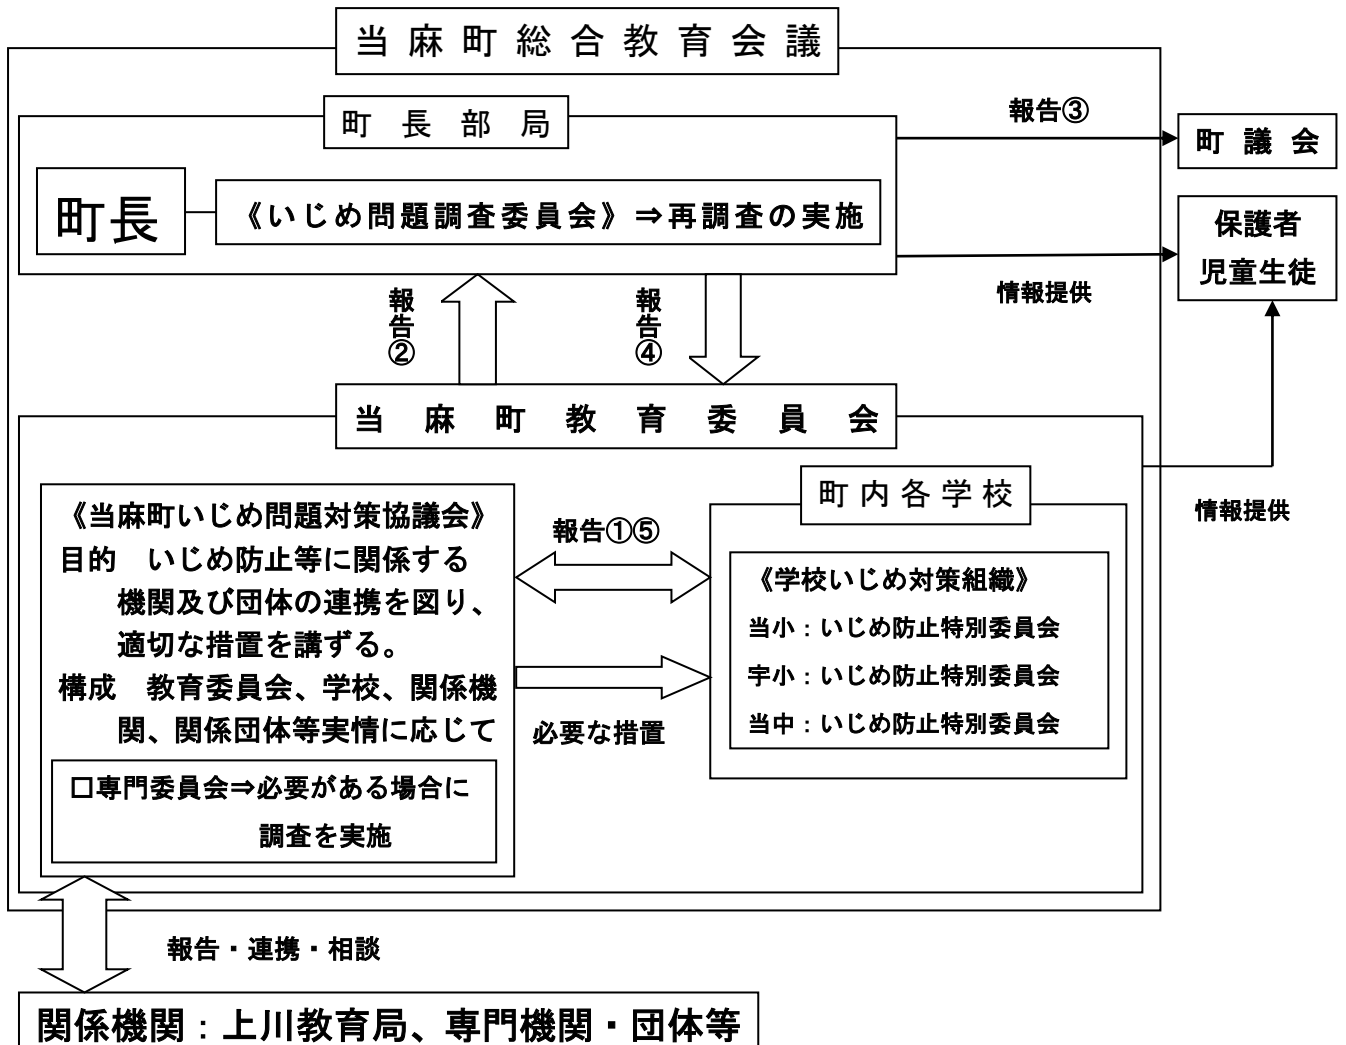 当麻町総合教育会議
町長部局
報告③
町議会
町長
《いじめ問題調査委員会》⇒再調査の実施
保護者
児童生徒
情報提供
報告②
報告④
当麻町教育委員会
町内各学校
情報提供
《当麻町いじめ問題対策協議会》
目的　いじめ防止等に関係する
機関及び団体の連携を図り、
適切な措置を講ずる。
構成　教育委員会、学校、関係機
関、関係団体等実情に応じて
□専門委員会⇒必要がある場合に
調査を実施
報告①⑤
必要な措置
《学校いじめ対策組織》
当小：いじめ防止特別委員会
宇小：いじめ防止特別委員会
当中：いじめ防止特別委員会
報告・連携・相談
関係機関：上川教育局、専門機関・団体等